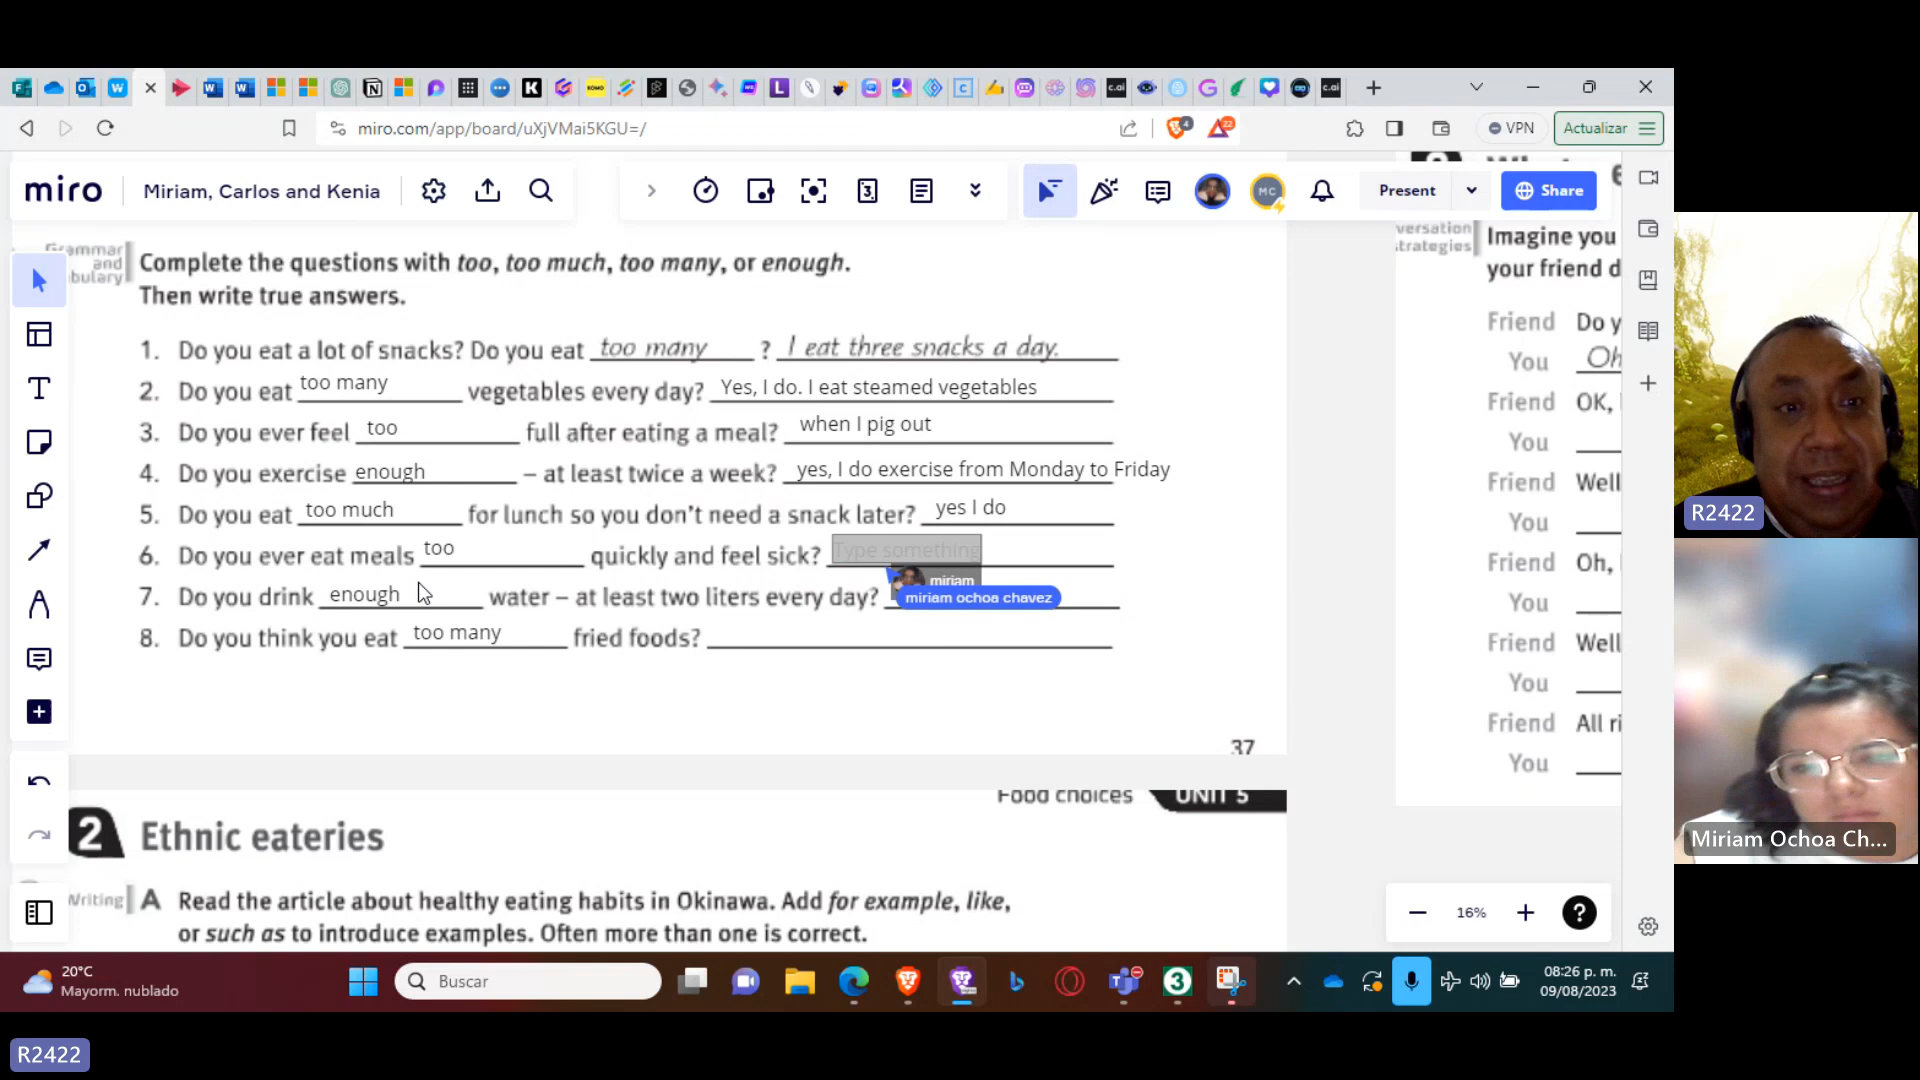 miro.com/app/board/uXjVMai5KGU=/
4
22
VPN
Actualizar
miro
Miriam, Carlos and Kenia
3
MC
Present
Share
Grammar
and
bulary
Complete the questions with too, too much, too many, or enough.
Then write true answers.
1. Do you eat a lot of snacks? Do you eat too many ? I eat three snacks a day.
2. Do you eat too many vegetables every day? Yes, I do. I eat steamed vegetables
3. Do you ever feel too full after eating a meal? when I pig out
4. Do you exercise enough – at least twice a week? yes, I do exercise from Monday to Friday
5. Do you eat too much for lunch so you don't need a snack later? yes I do
6. Do you ever eat meals too quickly and feel sick? Type something
miriam
miriam ochoa chavez
7. Do you drink enough water – at least two liters every day?
8. Do you think you eat too many fried foods?
37
Food choices UNIT 5
2 Ethnic eateries
Writing A Read the article about healthy eating habits in Okinawa. Add for example, like,
or such as to introduce examples. Often more than one is correct.
versation
trategies
Imagine you
your friend d
Friend Do y
You Oh
Friend OK,
You
Friend Well
You
Friend Oh,
You
Friend Well
You
Friend All ri
You
16%
?
R2422
Miriam Ochoa Ch...
20°C
Mayorm. nublado
Buscar
08:26 p. m.
09/08/2023
R2422